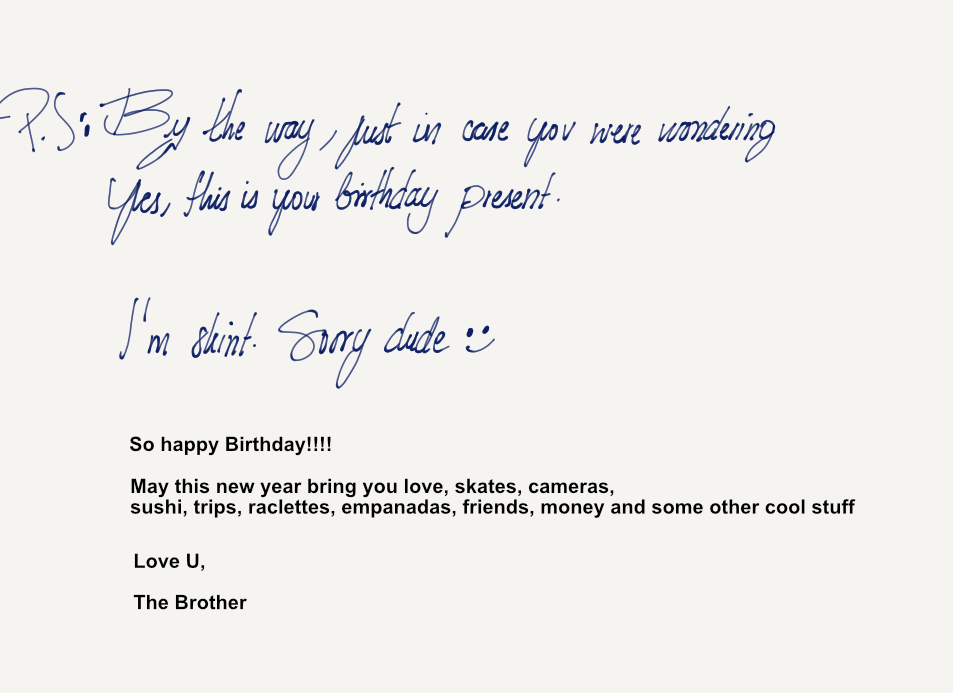 P.S: By the way, just in case you were wondering
Yes, this is your birthday present.
I'm skint. Sorry dude :)
So happy Birthday!!!!
May this new year bring you love, skates, cameras,
sushi, trips, raclettes, empanadas, friends, money and some other cool stuff
Love U,
The Brother